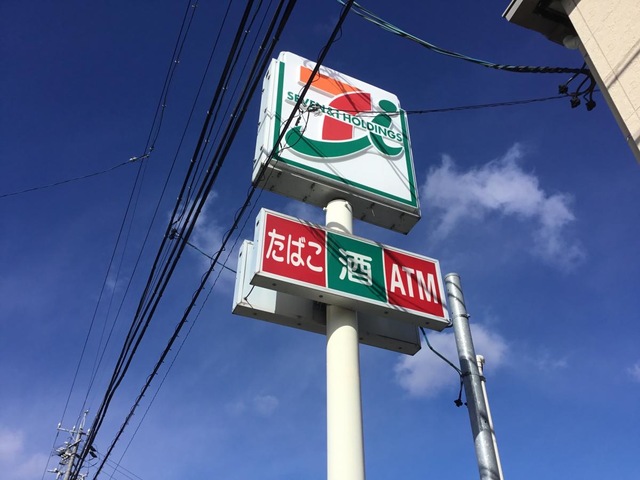 SEVEN & i HOLDINGS
たばこ 酒 ATM